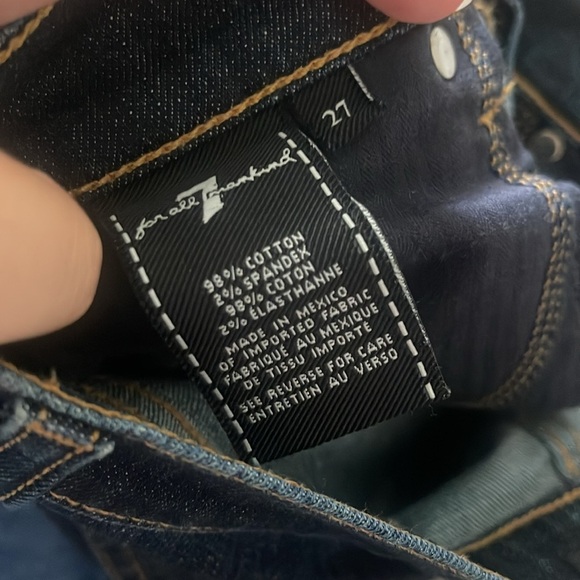 27
for all 7 mankind
98% COTTON
2% SPANDEX
98% COTON
2% ELASTHANNE
MADE IN MEXICO
OF IMPORTED FABRIC
FABRIQUE AU MEXIQUE
DE TISSU IMPORTE
SEE REVERSE FOR CARE
ENTRETIEN AU VERSO